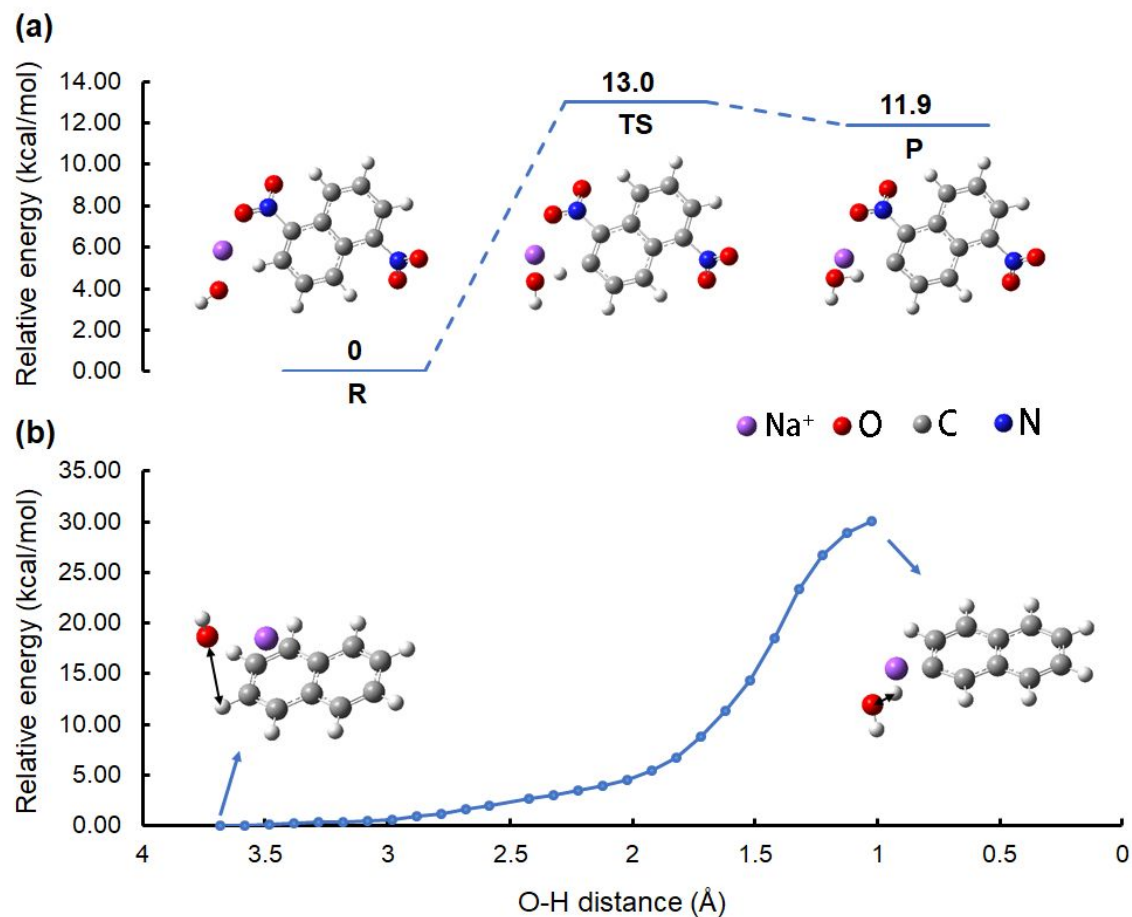 (a)
Relative energy (kcal/mol)
14.00
12.00
10.00
8.00
6.00
4.00
2.00
0.00
13.0
TS
11.9
P
0
R
Na⁺ O C N
(b)
Relative energy (kcal/mol)
35.00
30.00
25.00
20.00
15.00
10.00
5.00
0.00
4 3.5 3 2.5 2 1.5 1 0.5 0
O-H distance (Å)